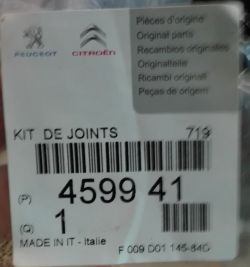 Pièces d'origine
Original parts
Recambios originales
Originalteile
Ricambi originali
Peças de origem
PEUGEOT CITROËN
KIT DE JOINTS 719
(P) 4599 41
(Q) 1
MADE IN IT - Italie F 009 D01 145-84G